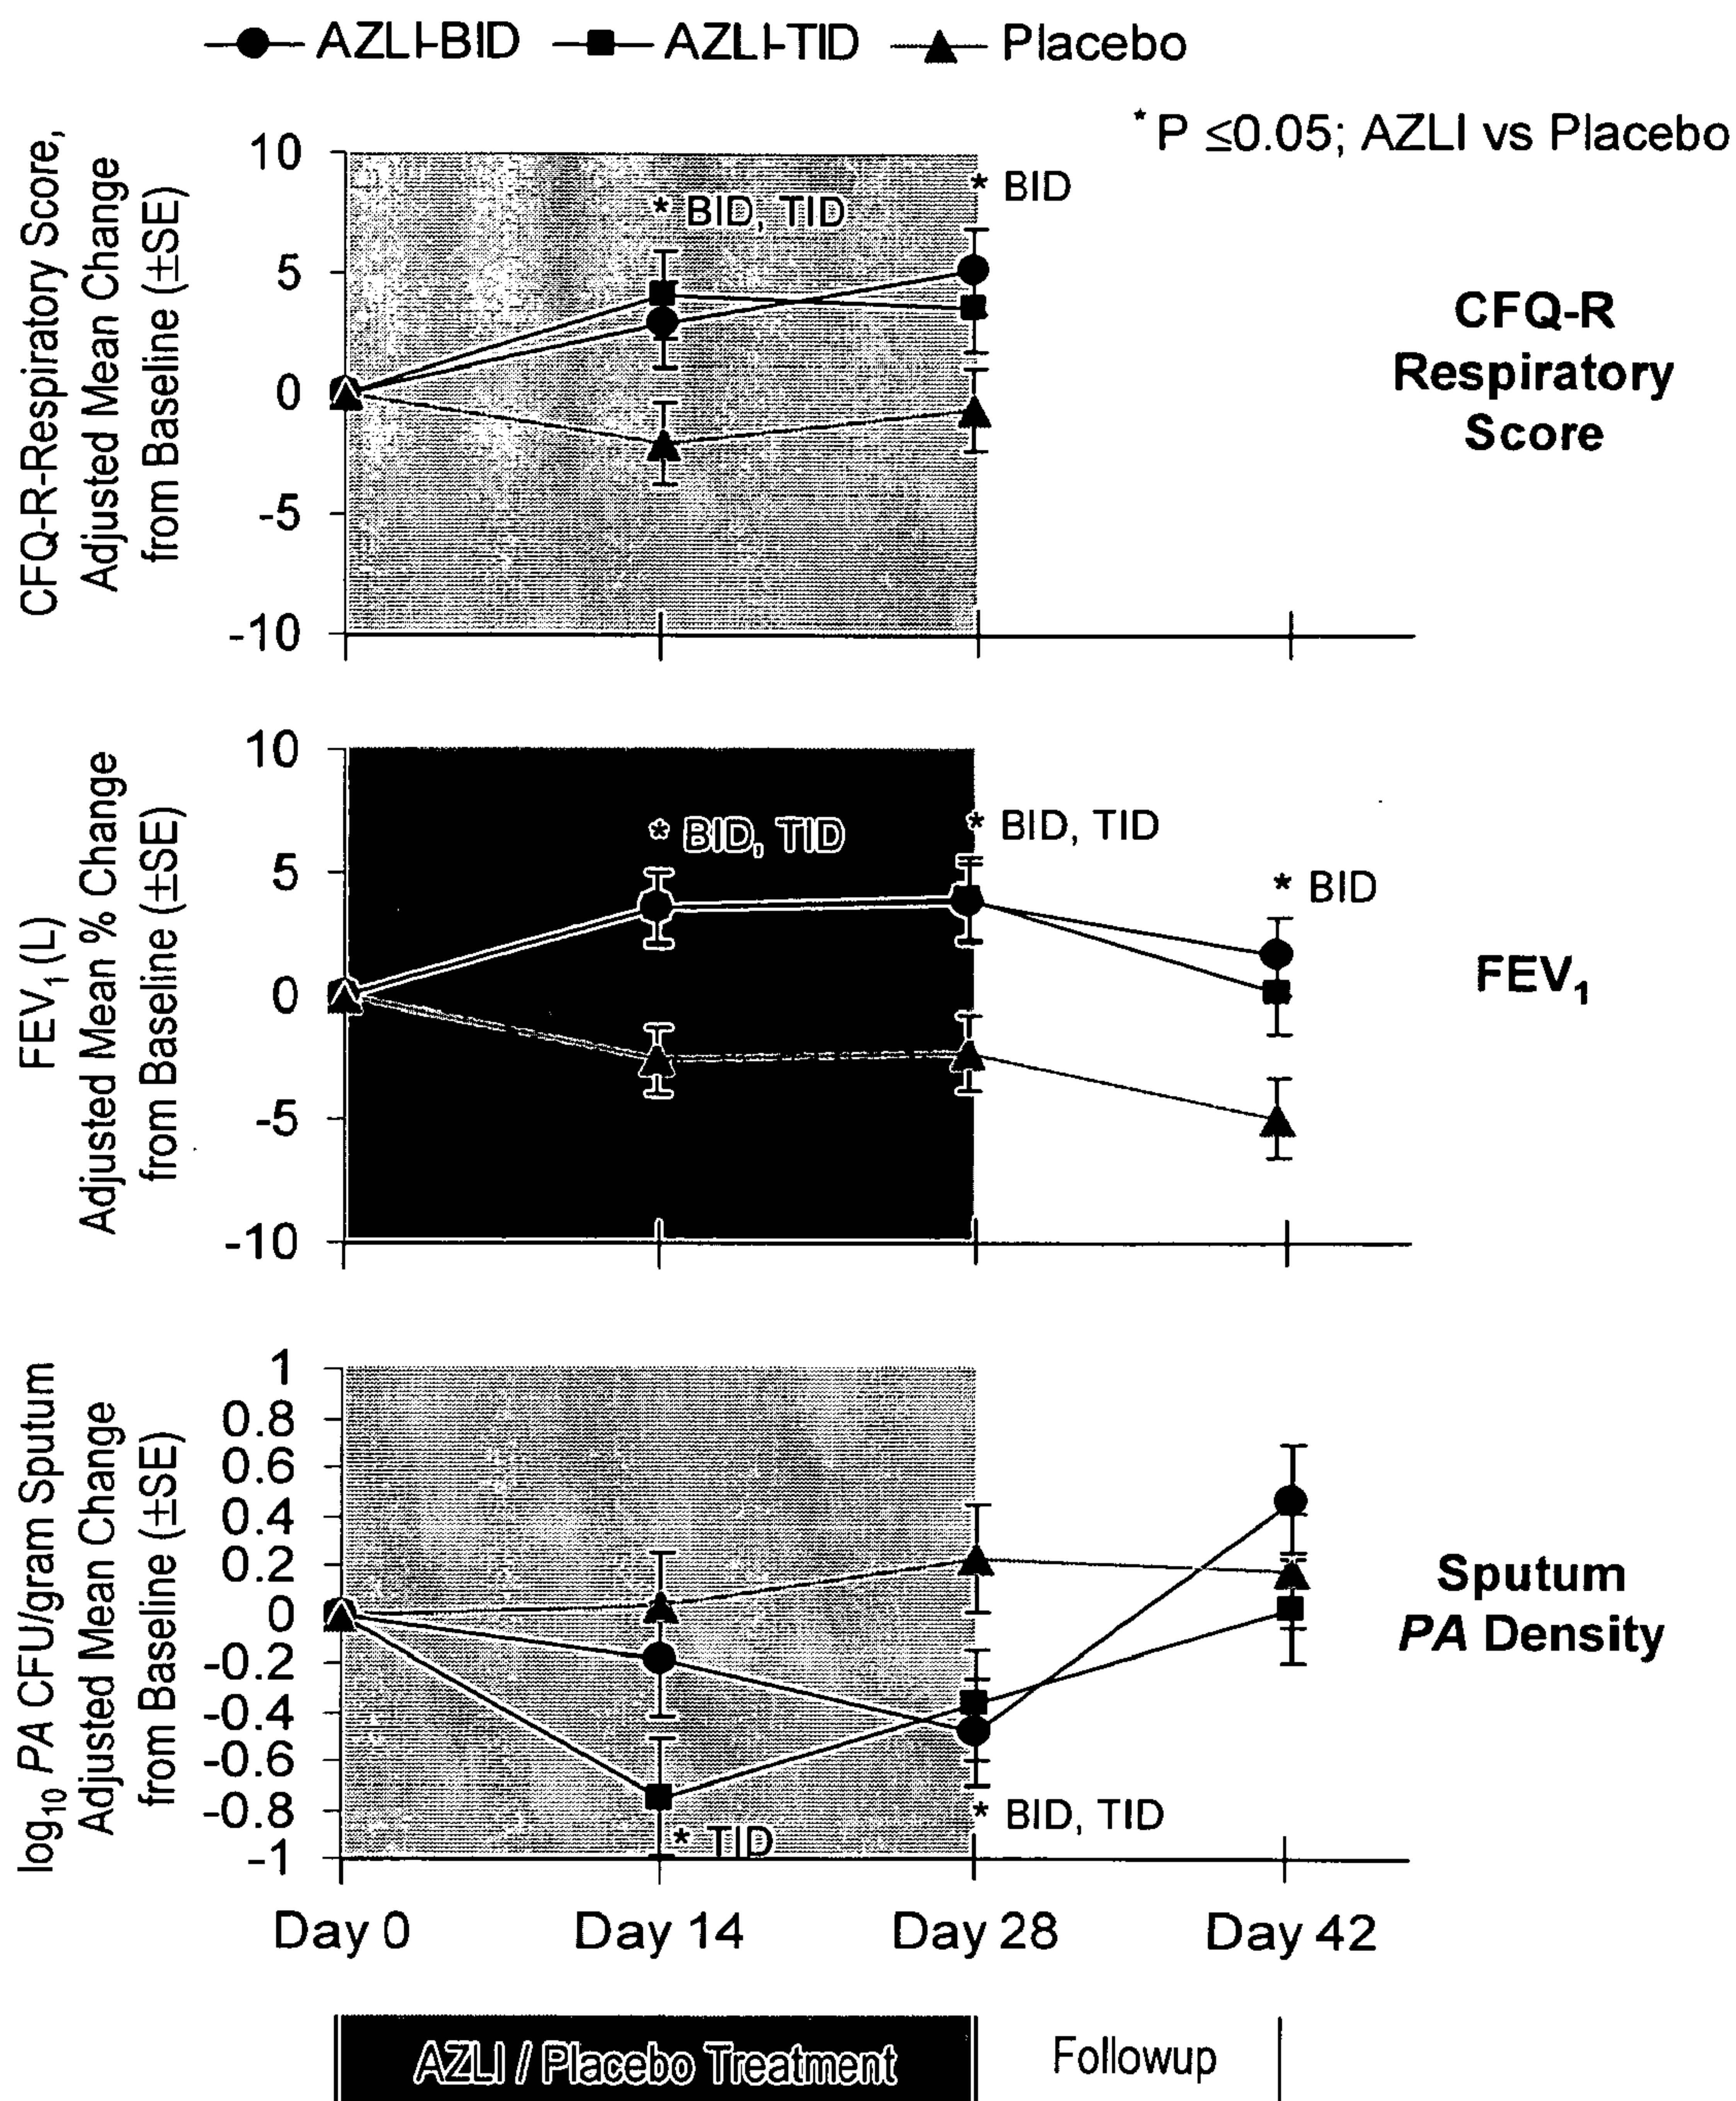 AZLI-BID AZLI-TID Placebo
* P ≤0.05; AZLI vs Placebo
CFQ-R-Respiratory Score,
Adjusted Mean Change
from Baseline (±SE)
10
5
0
-5
-10
* BID, TID
* BID
CFQ-R
Respiratory
Score
FEV₁ (L)
Adjusted Mean % Change
from Baseline (±SE)
10
5
0
-5
-10
* BID, TID
* BID, TID
* BID
FEV₁
log₁₀ PA CFU/gram Sputum
Adjusted Mean Change
from Baseline (±SE)
1
0.8
0.6
0.4
0.2
0
-0.2
-0.4
-0.6
-0.8
-1
* TID
* BID, TID
Sputum
PA Density
Day 0 Day 14 Day 28 Day 42
AZLI / Placebo Treatment Followup